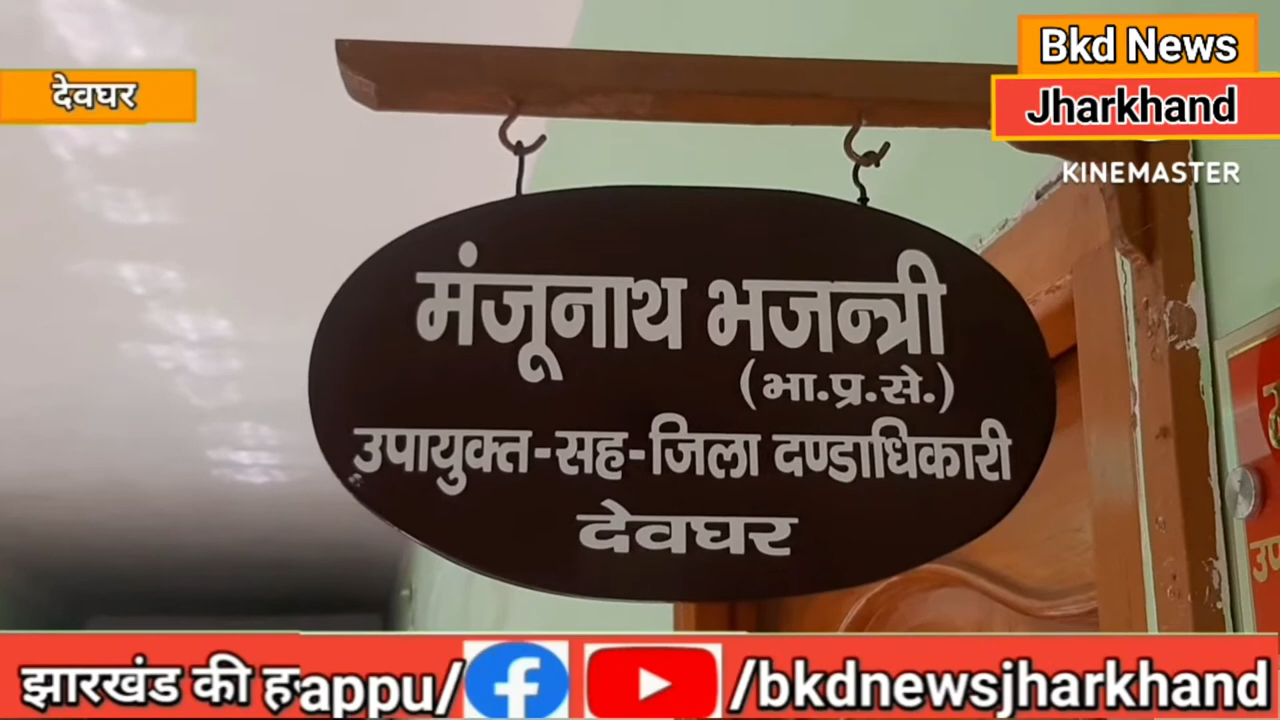 Bkd News
देवघर
Jharkhand
KINEMASTER
मंजूनाथ भजन्त्री
(भा.प्र.से.)
उपायुक्त-सह-जिला दण्डाधिकारी
देवघर
झारखंड की appu/ /bkdnewsjharkhand